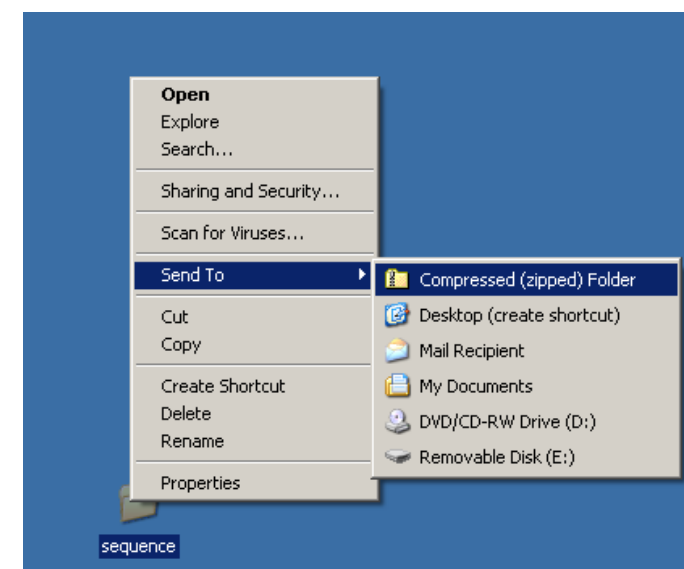 Open
Explore
Search...
Sharing and Security...
Scan for Viruses...
Send To
Cut
Copy
Create Shortcut
Delete
Rename
Properties
Compressed (zipped) Folder
Desktop (create shortcut)
Mail Recipient
My Documents
DVD/CD-RW Drive (D:)
Removable Disk (E:)
sequence